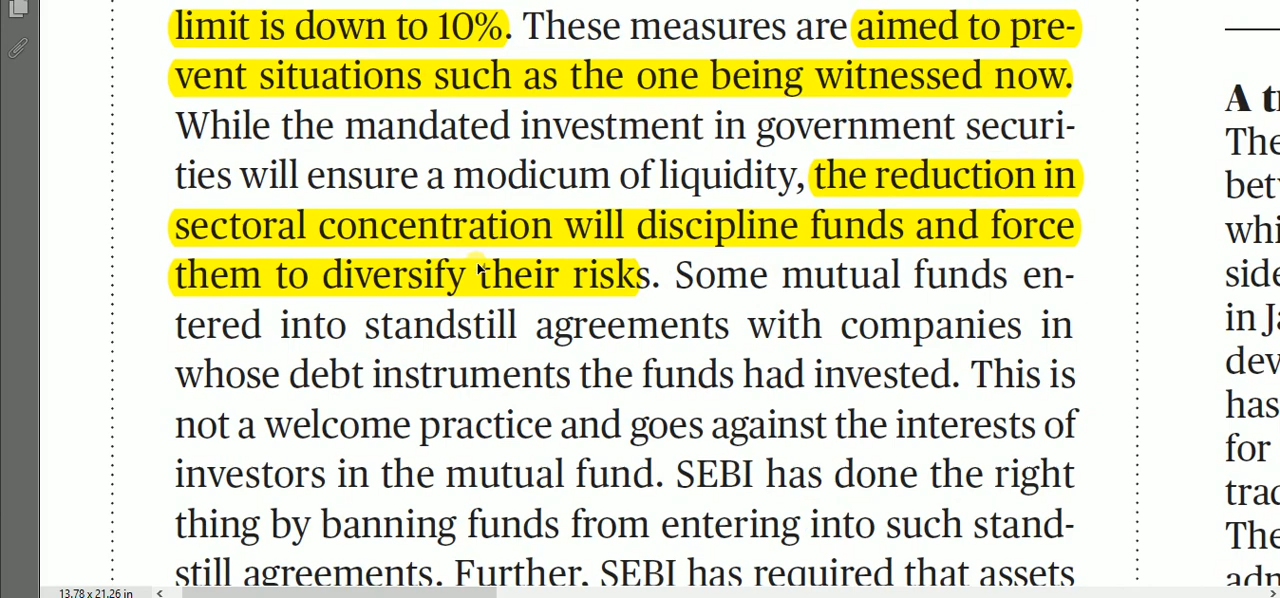 limit is down to 10%. These measures are aimed to pre-
vent situations such as the one being witnessed now.
While the mandated investment in government securi-
ties will ensure a modicum of liquidity, the reduction in
sectoral concentration will discipline funds and force
them to diversify their risks. Some mutual funds en-
tered into standstill agreements with companies in
whose debt instruments the funds had invested. This is
not a welcome practice and goes against the interests of
investors in the mutual fund. SEBI has done the right
thing by banning funds from entering into such stand-
still agreements. Further, SEBI has required that assets
13.78 x 21.26 in
A
The
side
in
has
for
The